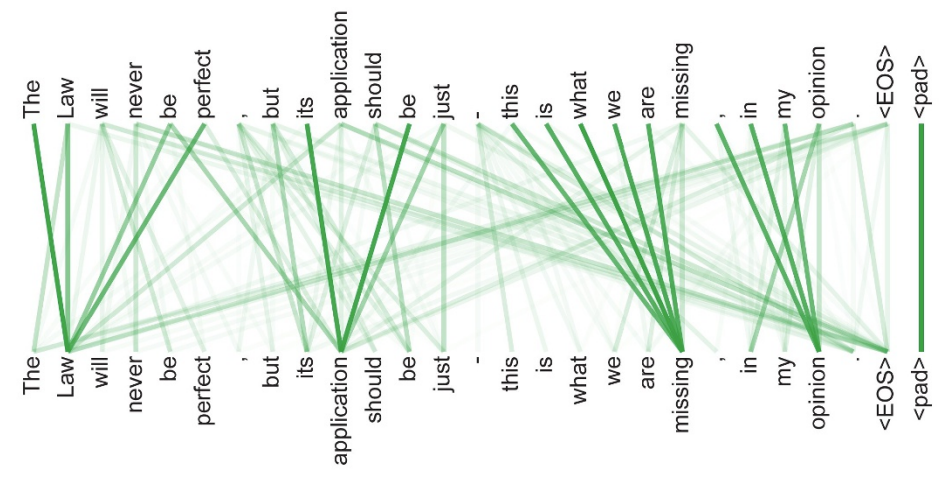 The Law will never be perfect , but its application should be just - this is what we are missing , in my opinion . <EOS> <pad>
The Law will never be perfect , but its application should be just - this is what we are missing , in my opinion . <EOS> <pad>